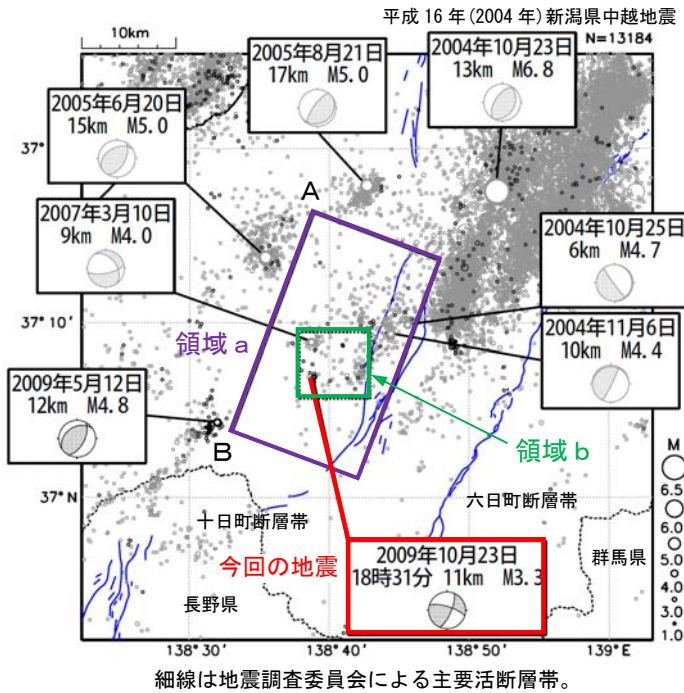 平成 16 年(2004 年)新潟県中越地震
10km
N=13184
2005年8月21日
17km M5.0
2004年10月23日
13km M6.8
2005年6月20日
15km M5.0
37°
A
2007年3月10日
9km M4.0
2004年10月25日
6km M4.7
37°10′
領域a
2004年11月6日
10km M4.4
2009年5月12日
12km M4.8
B
領域b
M
37°N
十日町断層帯
六日町断層帯
6.5
6.0
5.0
4.0
3.0
1.0
今回の地震
2009年10月23日
18時31分 11km M3.3
群馬県
長野県
138°30′
138°40′
138°50′
139°E
細線は地震調査委員会による主要活断層帯。